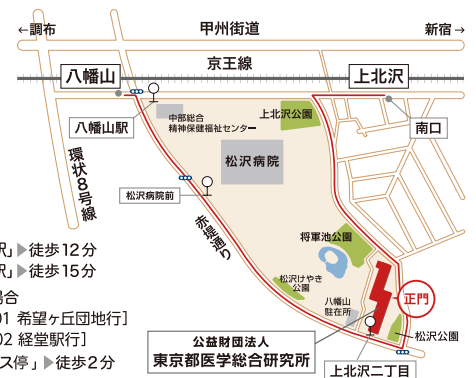 ←調布
甲州街道
新宿→
京王線
八幡山
上北沢
八幡山駅
中部総合
精神保健福祉センター
上北沢公園
南口
環状8号線
松沢病院
松沢病院前
赤堤通り
将軍池公園
松沢けやき
公園
八幡山
駐在所
正門
松沢公園
上北沢二丁目
公益財団法人
東京都医学総合研究所
沢」▶徒歩12分
沢」▶徒歩15分
場合
01 希望ヶ丘団地行]
02 経堂駅行]
ス停」▶徒歩2分